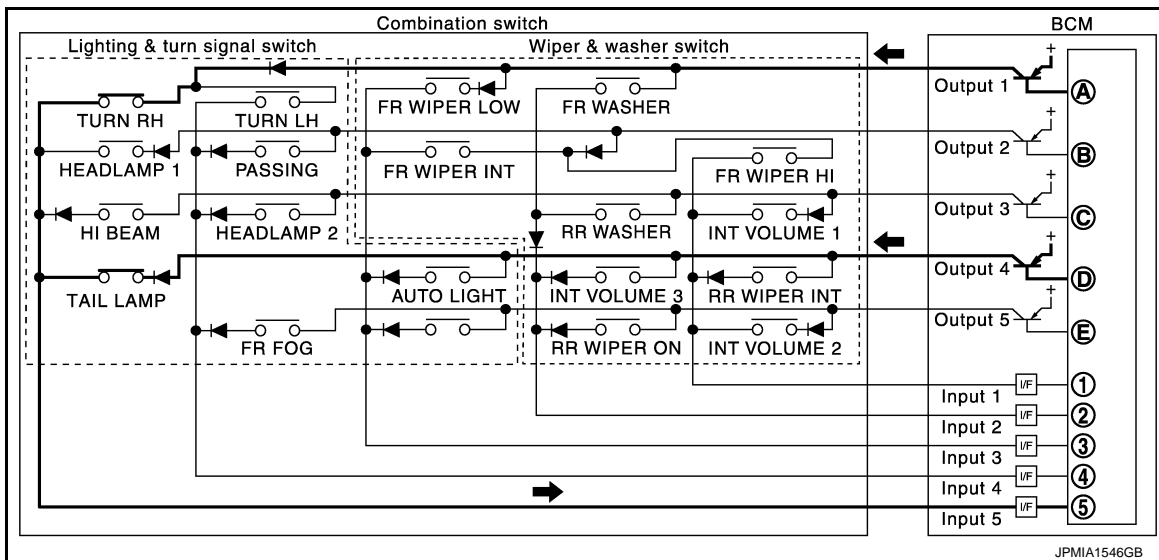 Combination switch
BCM
Lighting & turn signal switch
Wiper & washer switch
+
Output 1
A
FR WIPER LOW
FR WASHER
TURN RH
TURN LH
+
Output 2
B
HEADLAMP 1
PASSING
FR WIPER INT
FR WIPER HI
+
Output 3
C
HI BEAM
HEADLAMP 2
RR WASHER
INT VOLUME 1
+
Output 4
D
TAIL LAMP
AUTO LIGHT
INT VOLUME 3
RR WIPER INT
+
Output 5
E
FR FOG
RR WIPER ON
INT VOLUME 2
Input 1
I/F
1
Input 2
I/F
2
Input 3
I/F
3
Input 4
I/F
4
Input 5
I/F
5
JPMIA1546GB